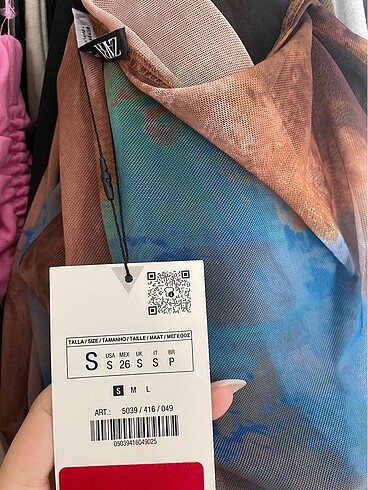 ZARA
TALLA / SIZE / TAMANHO / TAILLE / MAAT / ΜΕΓΕΘΟΣ
S USA MEX UK IT BR
S 26 S S P
S M L
ART.: 5039 / 416 / 049
05039416049025